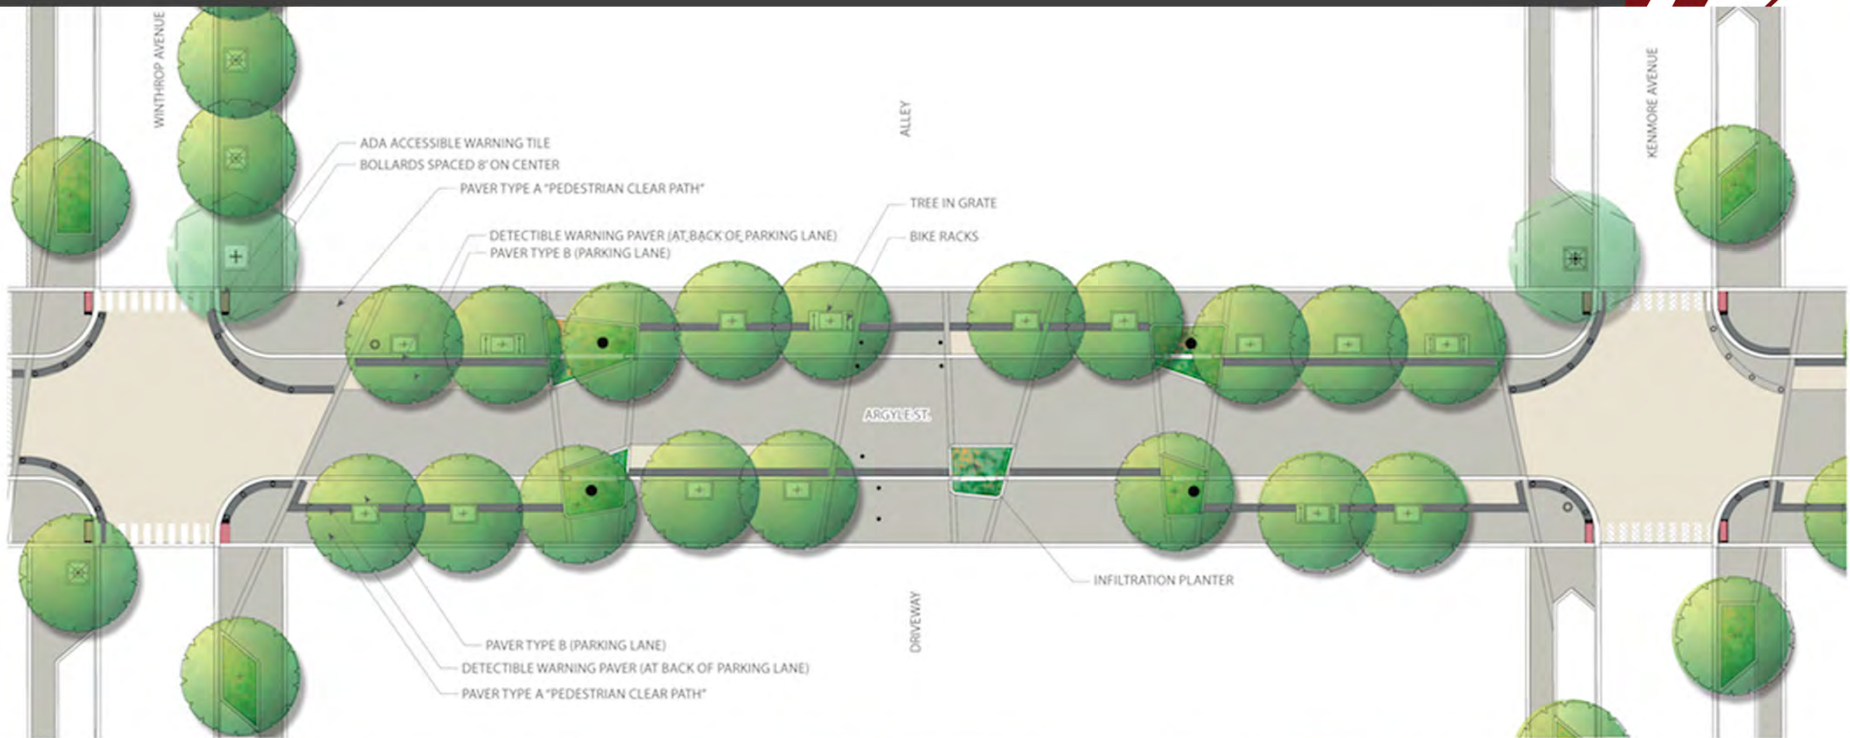 WINTHROP AVENUE
ALLEY
KENMORE AVENUE
ADA ACCESSIBLE WARNING TILE
BOLLARDS SPACED 8' ON CENTER
PAVER TYPE A "PEDESTRIAN CLEAR PATH"
TREE IN GRATE
DETECTIBLE WARNING PAVER (AT BACK OF PARKING LANE)
BIKE RACKS
PAVER TYPE B (PARKING LANE)
ARGYLE ST.
INFILTRATION PLANTER
DRIVEWAY
PAVER TYPE B (PARKING LANE)
DETECTIBLE WARNING PAVER (AT BACK OF PARKING LANE)
PAVER TYPE A "PEDESTRIAN CLEAR PATH"